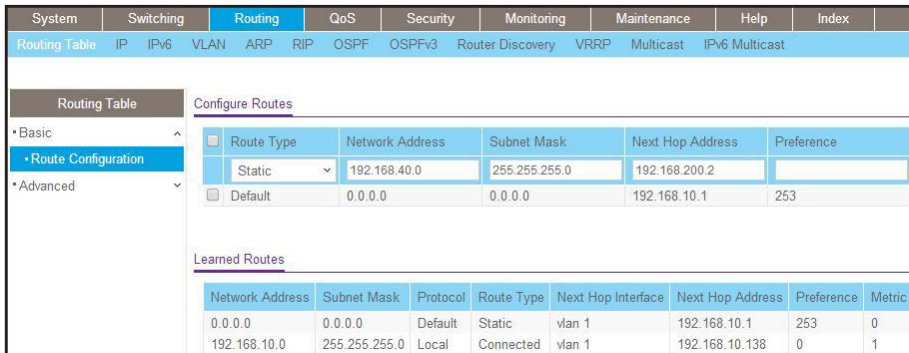 System Switching Routing QoS Security Monitoring Maintenance Help Index
Routing Table IP IPv6 VLAN ARP RIP OSPF OSPFv3 Router Discovery VRRP Multicast IPv6 Multicast
Routing Table
Basic
Route Configuration
Advanced
Configure Routes
Route Type Network Address Subnet Mask Next Hop Address Preference
Static 192.168.40.0 255.255.255.0 192.168.200.2
Default 0.0.0.0 0.0.0.0 192.168.10.1 253
Learned Routes
Network Address Subnet Mask Protocol Route Type Next Hop Interface Next Hop Address Preference Metric
0.0.0.0 0.0.0.0 Default Static vlan 1 192.168.10.1 253 0
192.168.10.0 255.255.255.0 Local Connected vlan 1 192.168.10.138 0 1